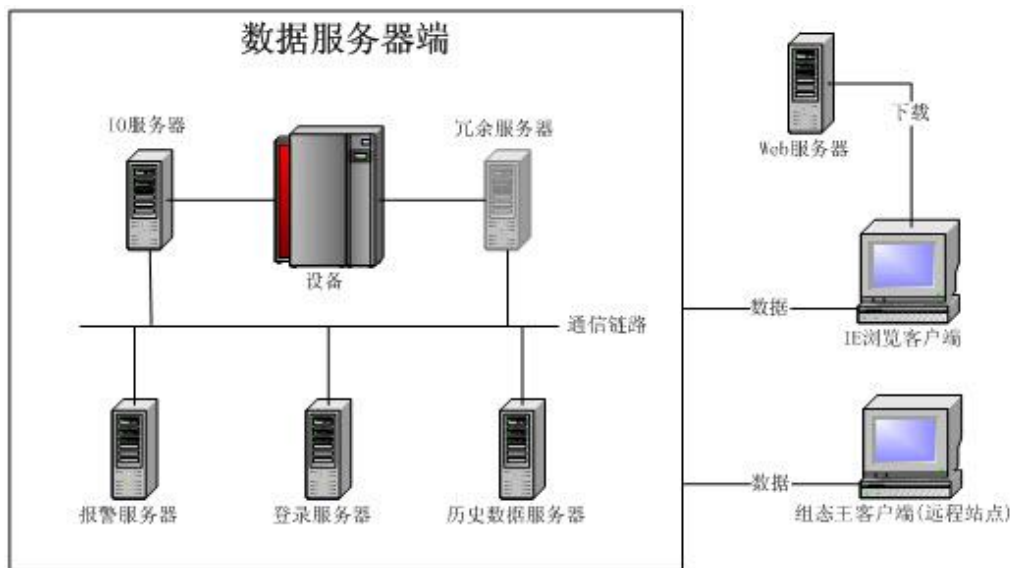 数据服务器端
IO服务器
冗余服务器
设备
通信链路
报警服务器
登录服务器
历史数据服务器
Web服务器
下载
数据
IE浏览客户端
数据
组态王客户端(远程站点)